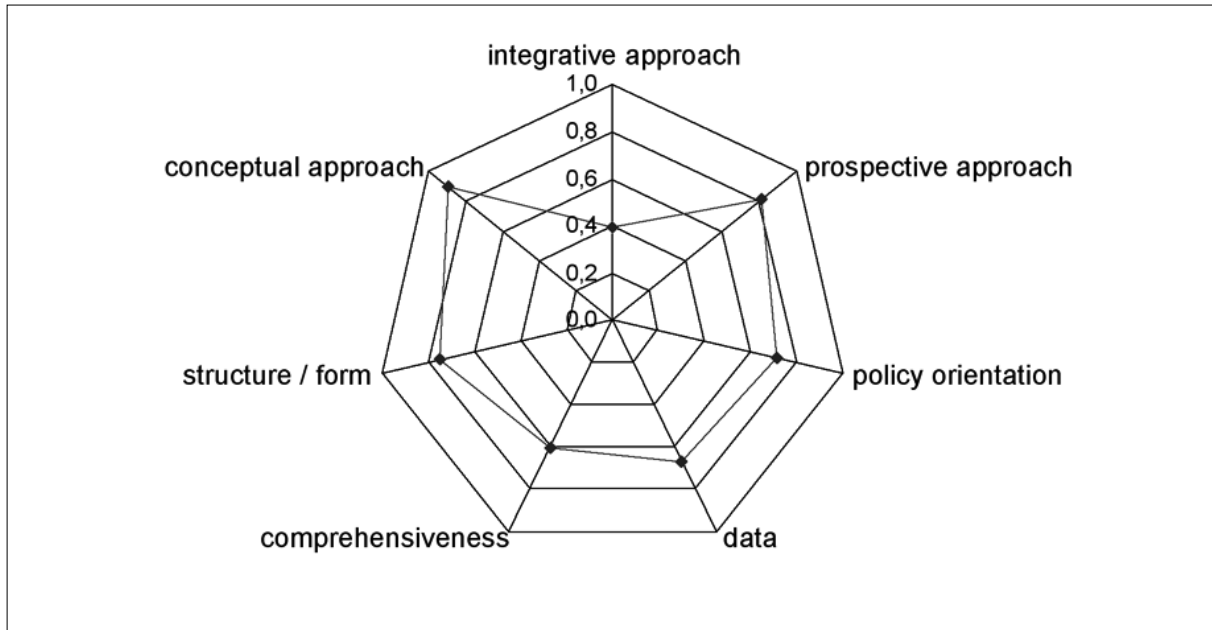 integrative approach
1,0
0,8
conceptual approach
prospective approach
0,6
0,4
0,2
0,0
structure / form
policy orientation
comprehensiveness
data